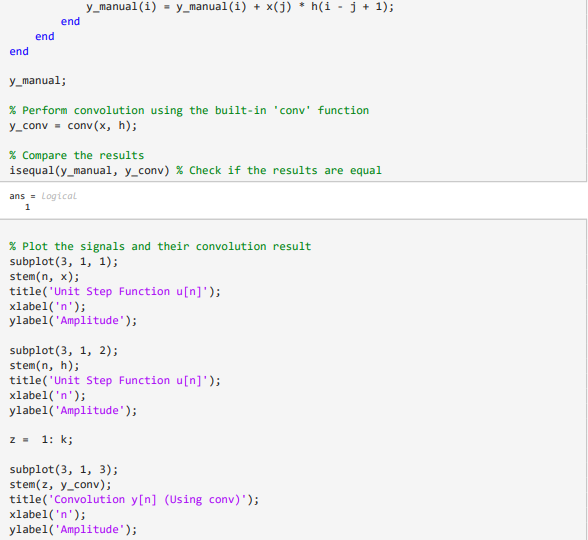 y_manual(i) = y_manual(i) + x(j) * h(i - j + 1);
end
end
end
y_manual;
% Perform convolution using the built-in 'conv' function
y_conv = conv(x, h);
% Compare the results
isequal(y_manual, y_conv) % Check if the results are equal
ans = Logical
1
% Plot the signals and their convolution result
subplot(3, 1, 1);
stem(n, x);
title('Unit Step Function u[n]');
xlabel('n');
ylabel('Amplitude');
subplot(3, 1, 2);
stem(n, h);
title('Unit Step Function u[n]');
xlabel('n');
ylabel('Amplitude');
z = 1: k;
subplot(3, 1, 3);
stem(z, y_conv);
title('Convolution y[n] (Using conv)');
xlabel('n');
ylabel('Amplitude');